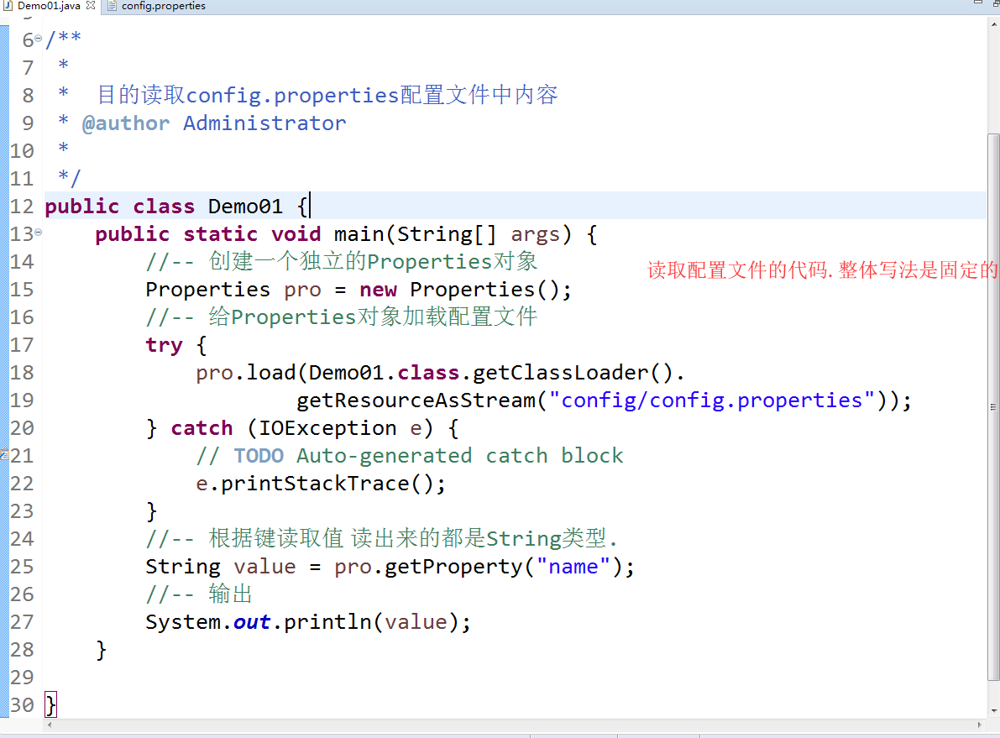 Demo01.java config.properties
6 /**
7 *
8 * 目的读取config.properties配置文件中内容
9 * @author Administrator
10 *
11 */
12 public class Demo01 {
13 public static void main(String[] args) {
14 //-- 创建一个独立的Properties对象
读取配置文件的代码.整体写法是固定的
15 Properties pro = new Properties();
16 //-- 给Properties对象加载配置文件
17 try {
18 pro.load(Demo01.class.getClassLoader().
19 getResourceAsStream("config/config.properties"));
20 } catch (IOException e) {
21 // TODO Auto-generated catch block
22 e.printStackTrace();
23 }
24 //-- 根据键读取值 读出来的都是String类型.
25 String value = pro.getProperty("name");
26 //-- 输出
27 System.out.println(value);
28 }
29
30 }